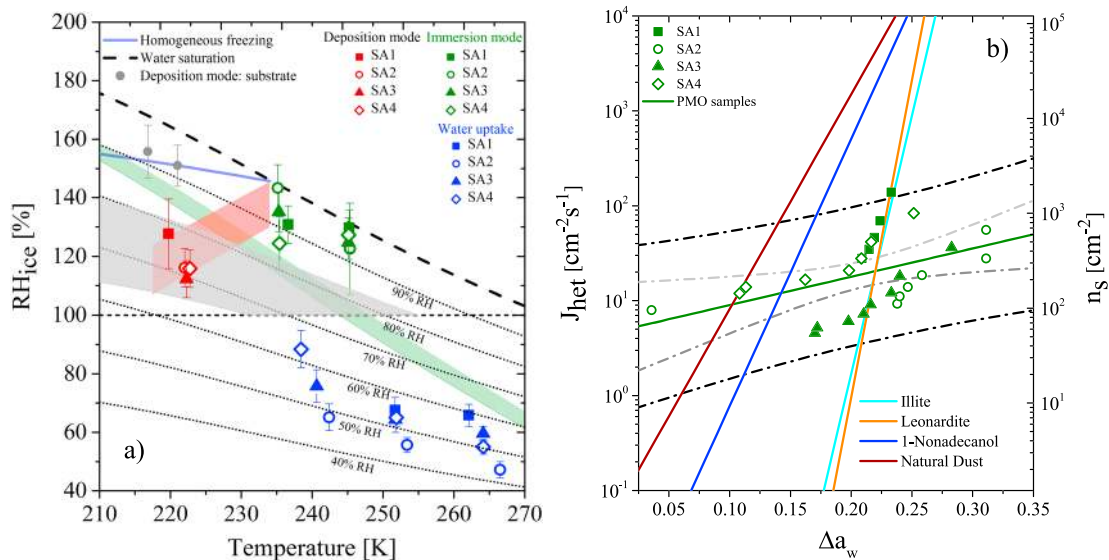 Homogeneous freezing
Water saturation
Deposition mode: substrate
Deposition mode
SA1
SA2
SA3
SA4
Immersion mode
SA1
SA2
SA3
SA4
Water uptake
SA1
SA2
SA3
SA4
90% RH
80% RH
70% RH
60% RH
50% RH
40% RH
a)
200
180
160
140
120
100
80
60
40
RHice [%]
210 220 230 240 250 260 270
Temperature [K]
b)
SA1
SA2
SA3
SA4
PMO samples
Illite
Leonardite
1-Nonadecanol
Natural Dust
10^4
10^3
10^2
10^1
10^0
10^-1
Jhet [cm^-2s^-1]
10^5
10^4
10^3
10^2
10^1
ns [cm^-2]
0.05 0.10 0.15 0.20 0.25 0.30 0.35
Δaw